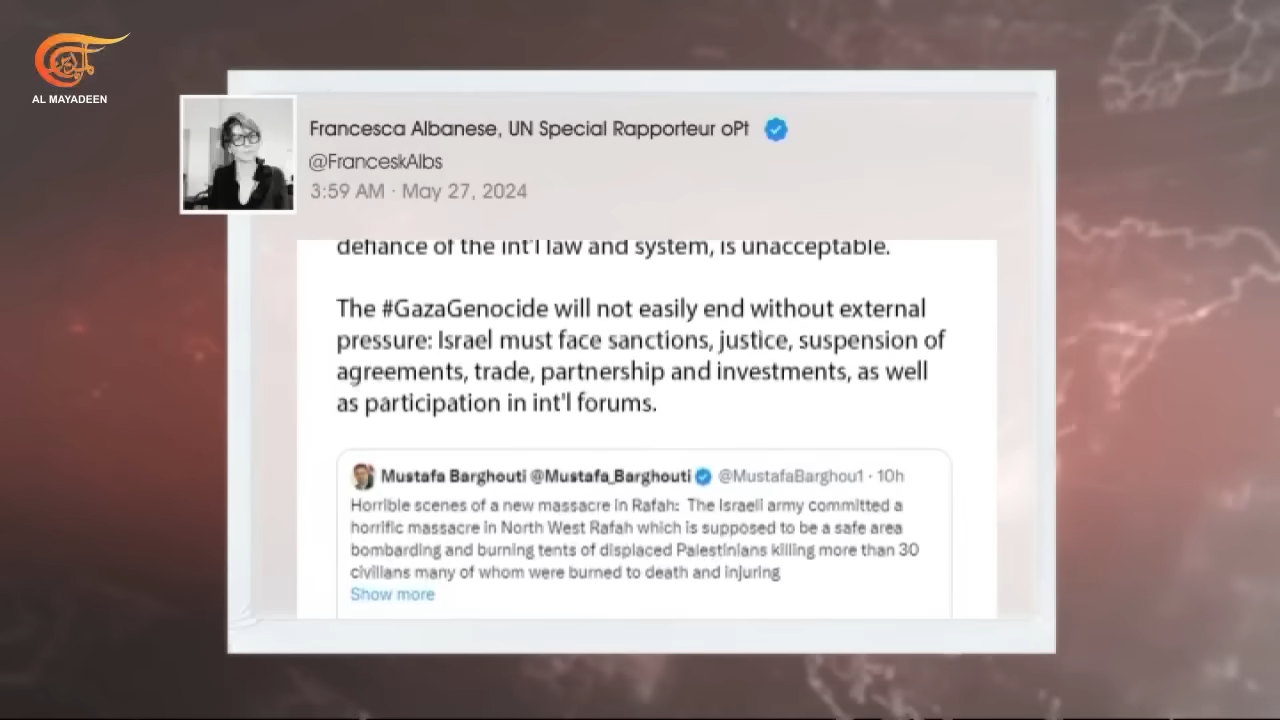 AL MAYADEEN
Francesca Albanese, UN Special Rapporteur oPt
@FranceskAlbs
3:59 AM · May 27, 2024
defiance of the int'l law and system, is unacceptable.
The #GazaGenocide will not easily end without external
pressure: Israel must face sanctions, justice, suspension of
agreements, trade, partnership and investments, as well
as participation in int'l forums.
Mustafa Barghouti @Mustafa_Barghouti @MustafaBarghou1 · 10h
Horrible scenes of a new massacre in Rafah: The Israeli army committed a
horrific massacre in North West Rafah which is supposed to be a safe area
bombarding and burning tents of displaced Palestinians killing more than 30
civilians many of whom were burned to death and injuring
Show more